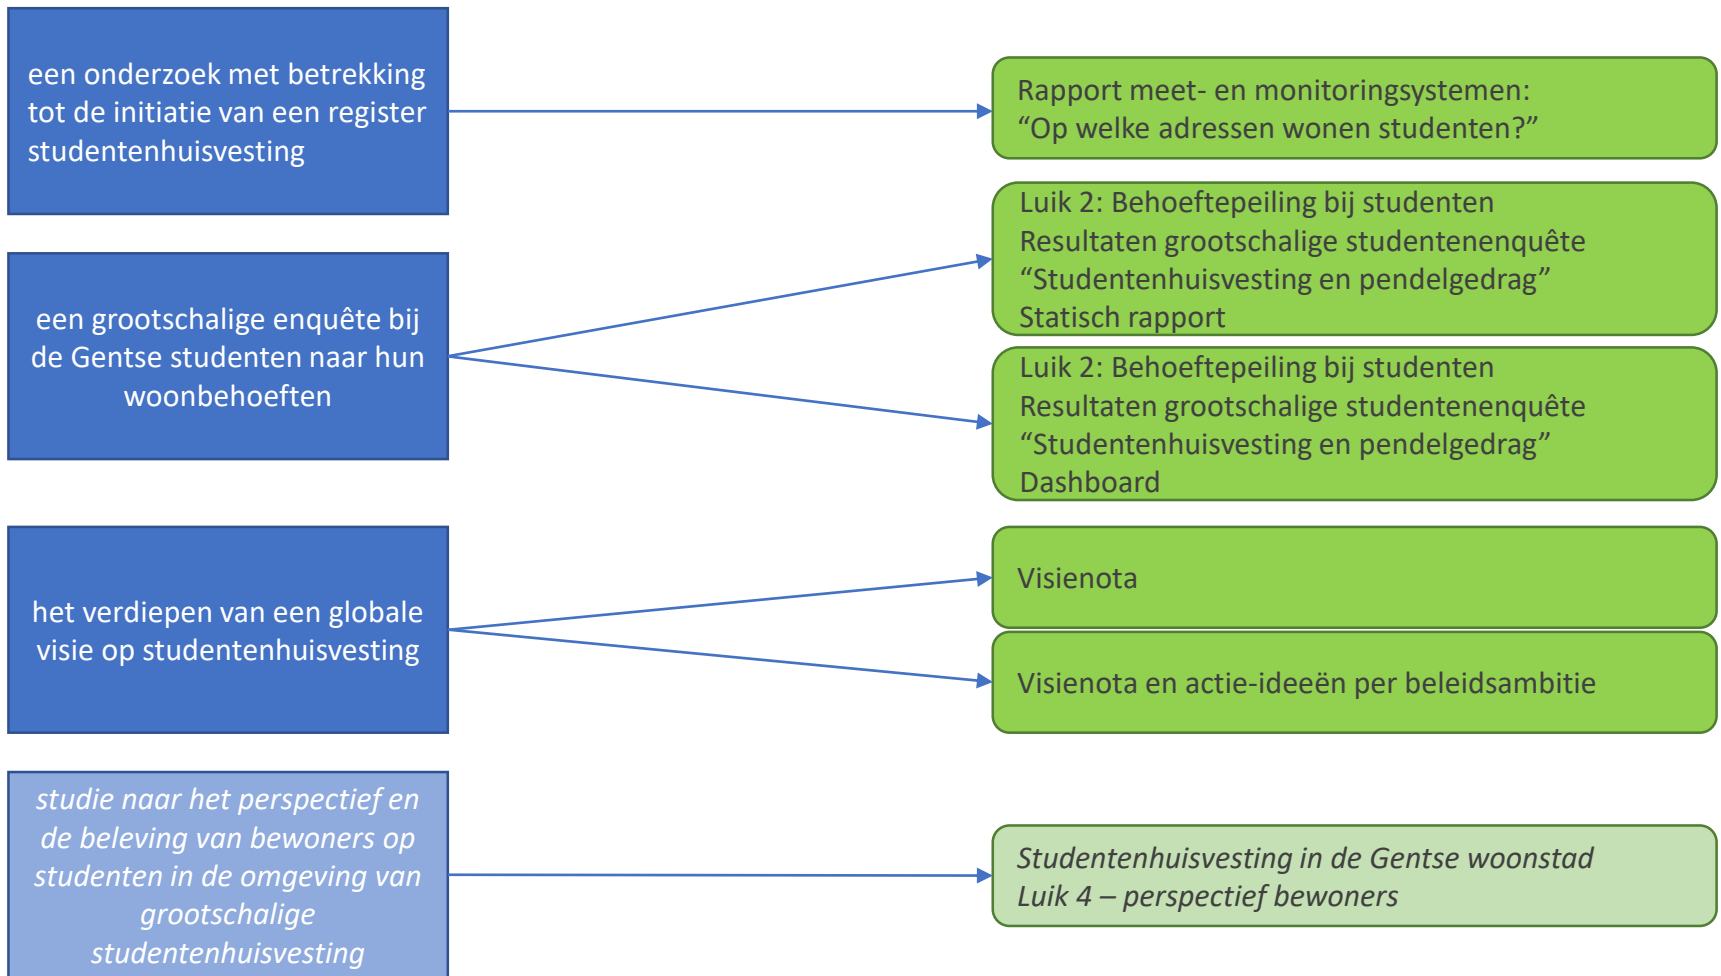 een onderzoek met betrekking
tot de initiatie van een register
studentenhuisvesting
Rapport meet- en monitoringsystemen:
“Op welke adressen wonen studenten?”
een grootschalige enquête bij
de Gentse studenten naar hun
woonbehoeften
Luik 2: Behoeftepeiling bij studenten
Resultaten grootschalige studentenenquête
“Studentenhuisvesting en pendelgedrag”
Statisch rapport
Luik 2: Behoeftepeiling bij studenten
Resultaten grootschalige studentenenquête
“Studentenhuisvesting en pendelgedrag”
Dashboard
het verdiepen van een globale
visie op studentenhuisvesting
Visienota
Visienota en actie-ideeën per beleidsambitie
studie naar het perspectief en
de beleving van bewoners op
studenten in de omgeving van
grootschalige
studentenhuisvesting
Studentenhuisvesting in de Gentse woonstad
Luik 4 – perspectief bewoners